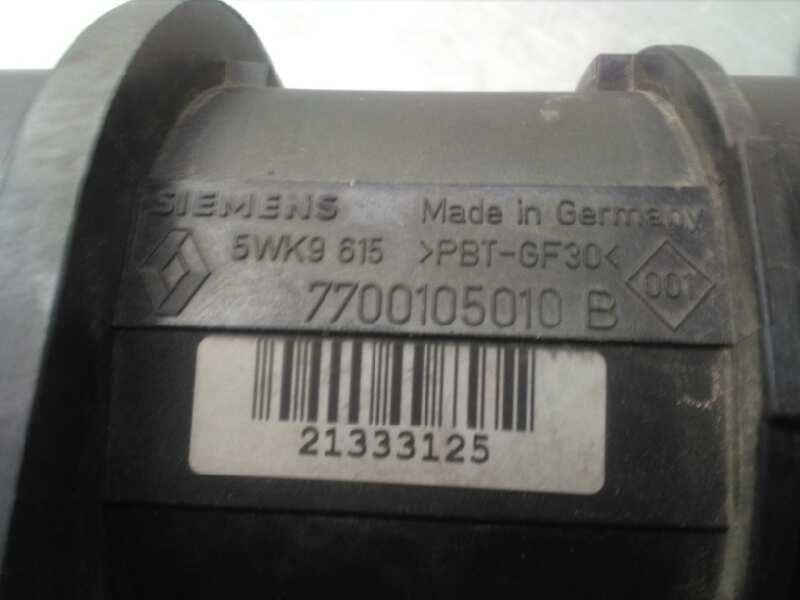 SIEMENS Made in Germany
5WK9 615 >PBT-GF30< 001
7700105010 B
21333125